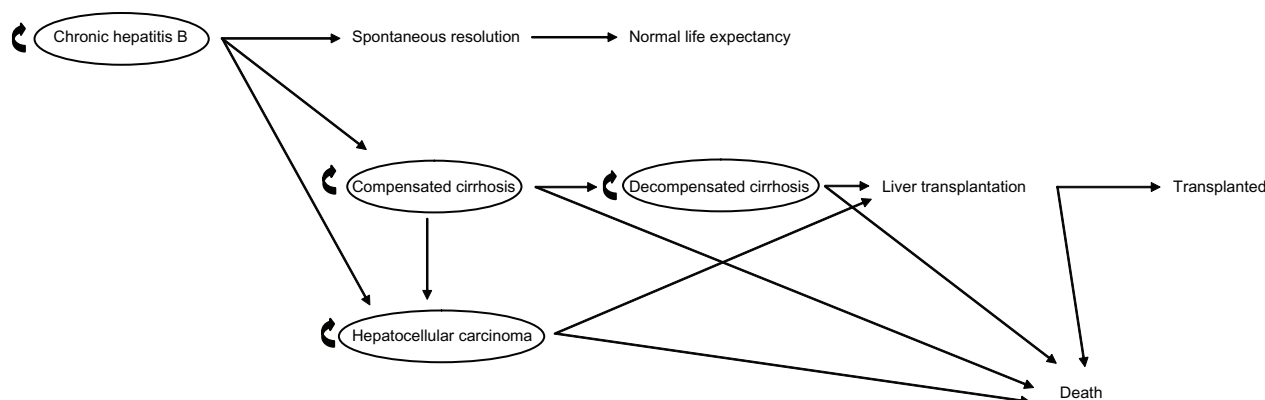 Chronic hepatitis B
Spontaneous resolution
Normal life expectancy
Compensated cirrhosis
Decompensated cirrhosis
Liver transplantation
Transplanted
Hepatocellular carcinoma
Death